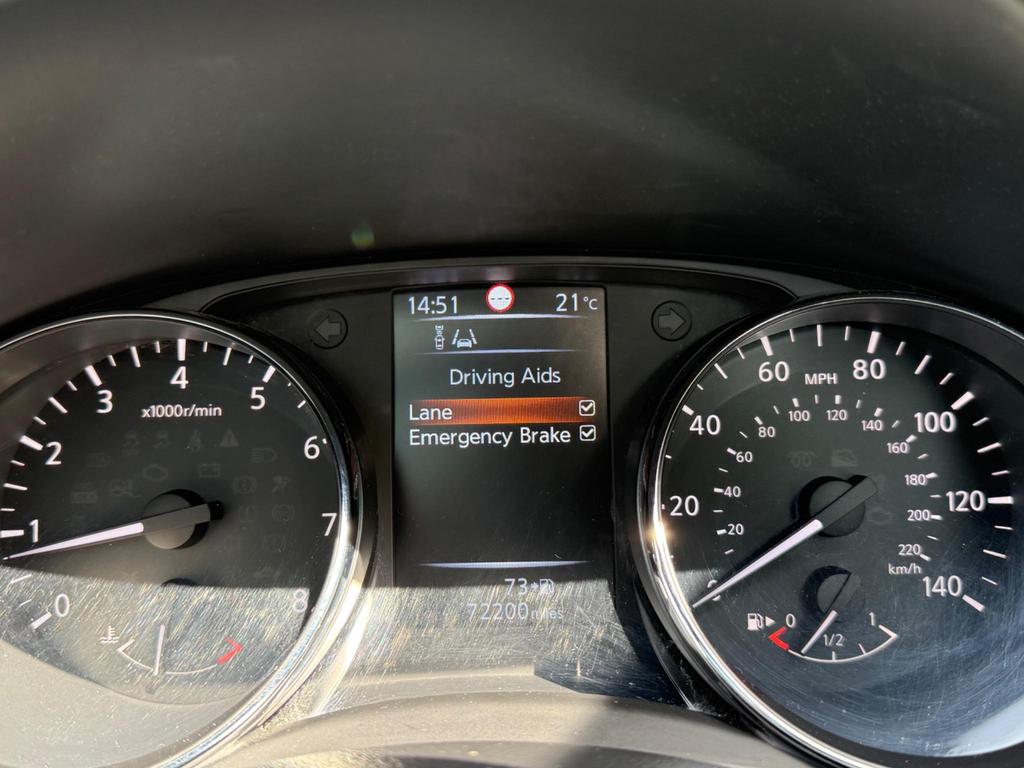 14:51 21°C
Driving Aids
Lane
Emergency Brake
73
72200 miles
0 1 2 3 4 5 6 7 8
x1000r/min
20 40 60 80 100 120 140
MPH
20 40 60 80 100 120 140 160 180 200 220
km/h
0 1/2 1